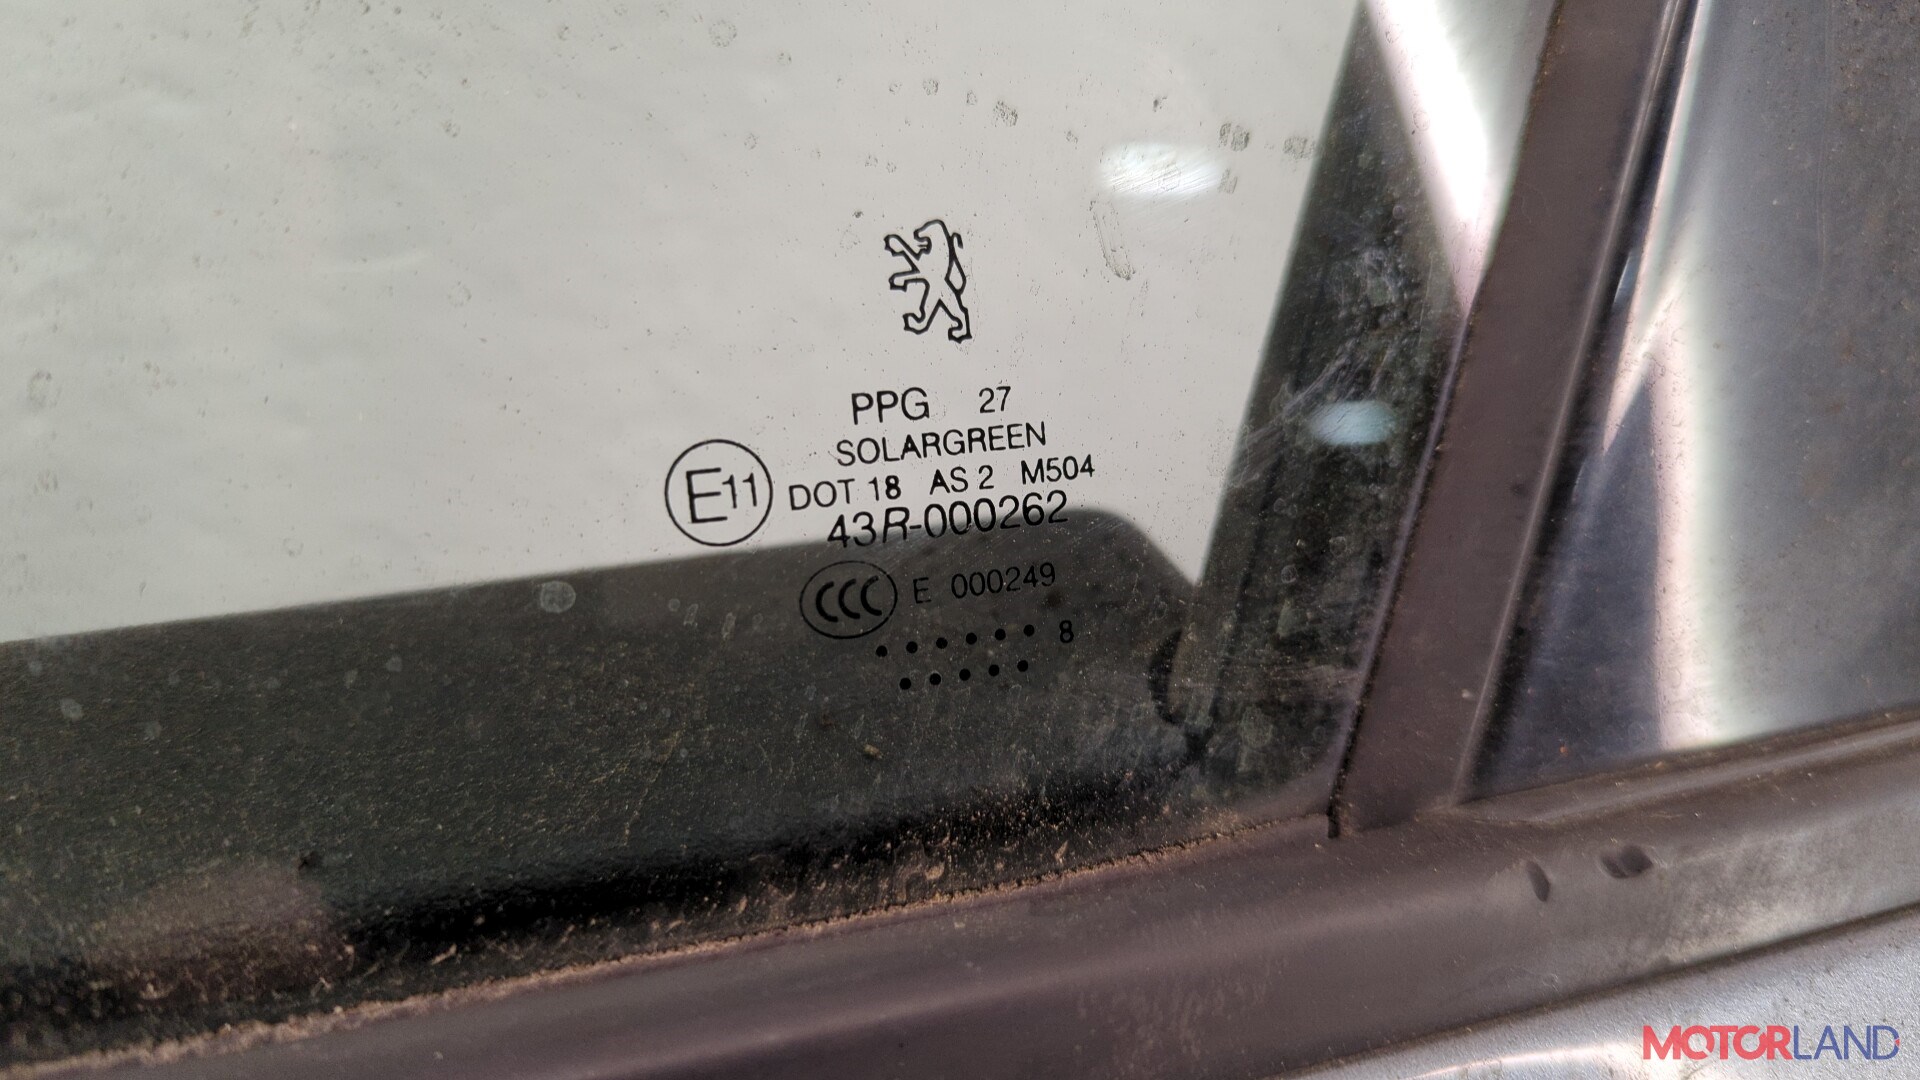 PPG 27
SOLARGREEN
E11 DOT 18 AS 2 M504
43R-000262
CCC E 000249
• • • • • • 8
• • • • •
MOTORLAND